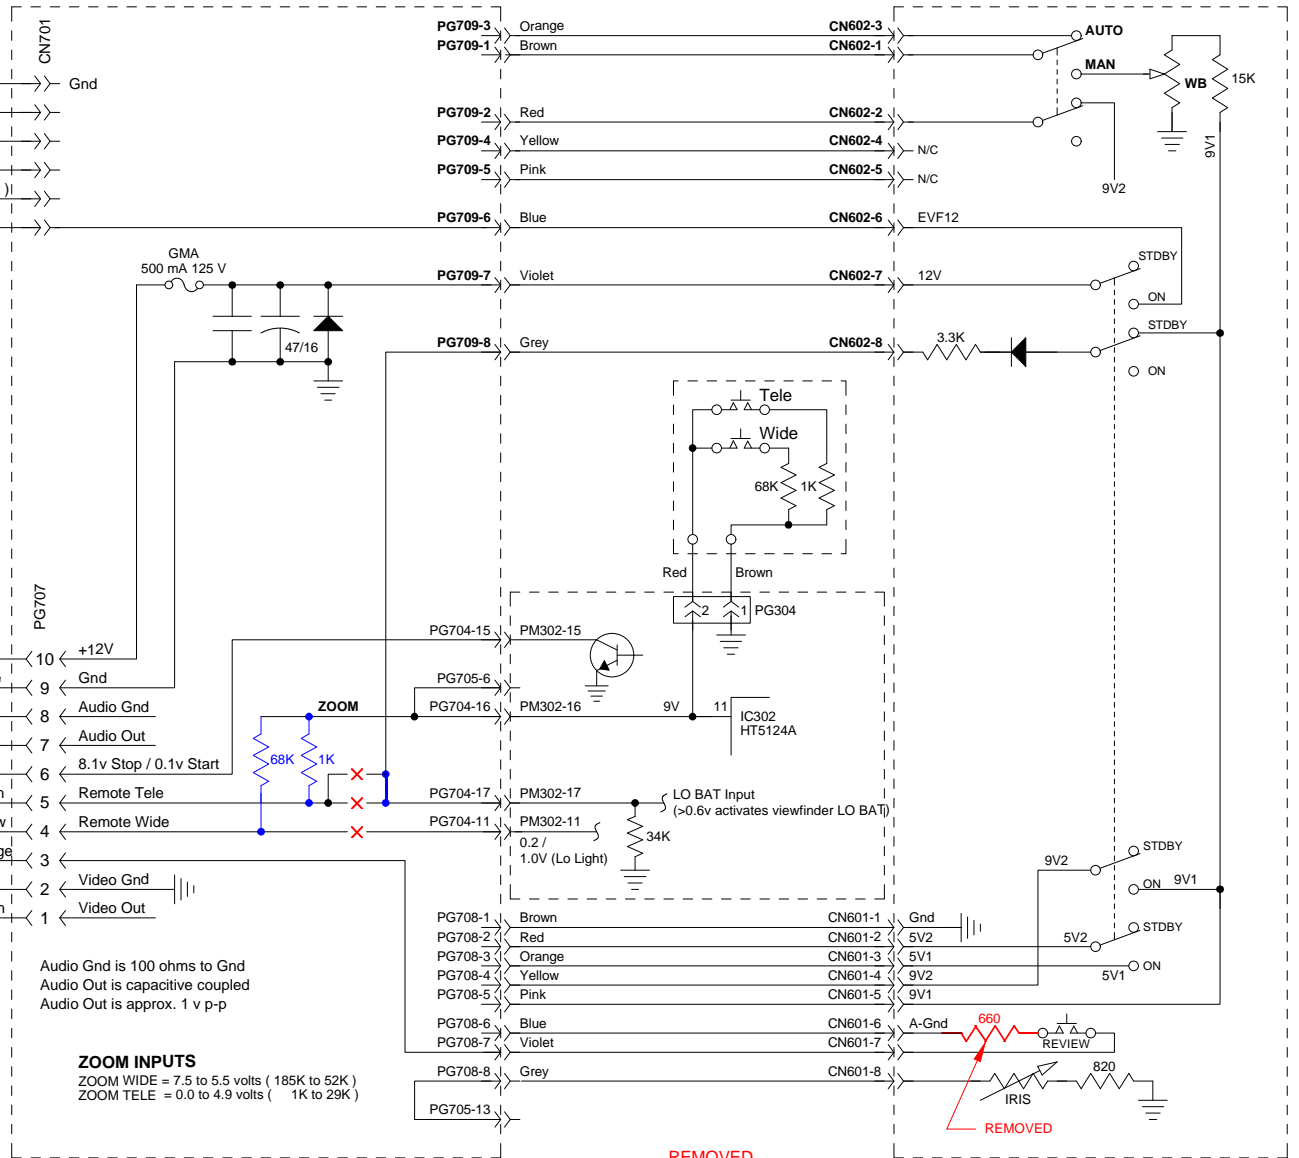 CN701
Gnd
)
PG709-3 Orange CN602-3
PG709-1 Brown CN602-1
PG709-2 Red CN602-2
PG709-4 Yellow CN602-4 N/C
PG709-5 Pink CN602-5 N/C
PG709-6 Blue CN602-6 EVF12
PG709-7 Violet CN602-7 12V
PG709-8 Grey CN602-8
AUTO
MAN
WB
15K
9V1
9V2
STDBY
ON
STDBY
ON
3.3K
GMA
500 mA 125 V
47/16
Tele
Wide
68K 1K
Red Brown
2 1 PG304
PG707
10 +12V
9 Gnd
8 Audio Gnd
7 Audio Out
6 8.1v Stop / 0.1v Start
5 Remote Tele
4 Remote Wide
3
2 Video Gnd
1 Video Out
ZOOM
68K 1K
PG704-15 PM302-15
PG705-6
PG704-16 PM302-16 9V 11
IC302
HT5124A
PG704-17 PM302-17
LO BAT Input
(>0.6v activates viewfinder LO BAT)
PG704-11 PM302-11
0.2 /
1.0V (Lo Light)
34K
9V2 STDBY
ON 9V1
5V2 STDBY
5V1 ON
PG708-1 Brown CN601-1 Gnd
PG708-2 Red CN601-2 5V2
PG708-3 Orange CN601-3 5V1
PG708-4 Yellow CN601-4 9V2
PG708-5 Pink CN601-5 9V1
PG708-6 Blue CN601-6 A-Gnd
PG708-7 Violet CN601-7
PG708-8 Grey CN601-8
PG705-13
660
REVIEW
IRIS
820
REMOVED
Audio Gnd is 100 ohms to Gnd
Audio Out is capacitive coupled
Audio Out is approx. 1 v p-p
ZOOM INPUTS
ZOOM WIDE = 7.5 to 5.5 volts ( 185K to 52K )
ZOOM TELE = 0.0 to 4.9 volts ( 1K to 29K )
REMOVED